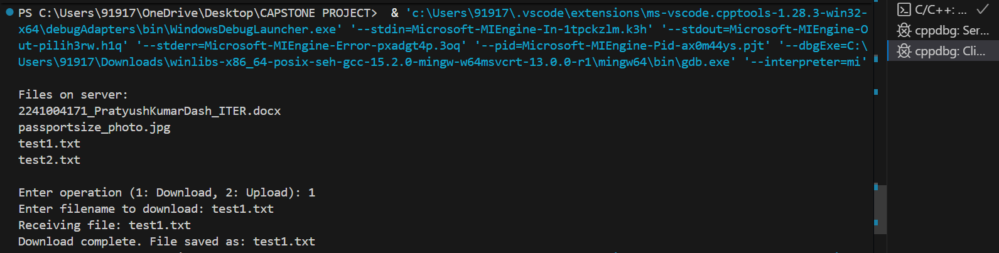 PS C:\Users\91917\OneDrive\Desktop\CAPSTONE PROJECT>  & 'c:\Users\91917\.vscode\extensions\ms-vscode.cpptools-1.28.3-win32-
x64\debugAdapters\bin\WindowsDebugLauncher.exe' '--stdin=Microsoft-MIEngine-In-1tpckzlm.k3h' '--stdout=Microsoft-MIEngine-O
ut-pilih3rw.h1q' '--stderr=Microsoft-MIEngine-Error-pxadgt4p.3oq' '--pid=Microsoft-MIEngine-Pid-ax0m44ys.pjt' '--dbgExe=C:\
Users\91917\Downloads\winlibs-x86_64-posix-seh-gcc-15.2.0-mingw-w64msvcrt-13.0.0-r1\mingw64\bin\gdb.exe' '--interpreter=mi'
Files on server:
2241004171_PratyushKumarDash_ITER.docx
passportsize_photo.jpg
test1.txt
test2.txt
Enter operation (1: Download, 2: Upload): 1
Enter filename to download: test1.txt
Receiving file: test1.txt
Download complete. File saved as: test1.txt
C/C++: ...
cppdbg: Ser...
cppdbg: Cli...